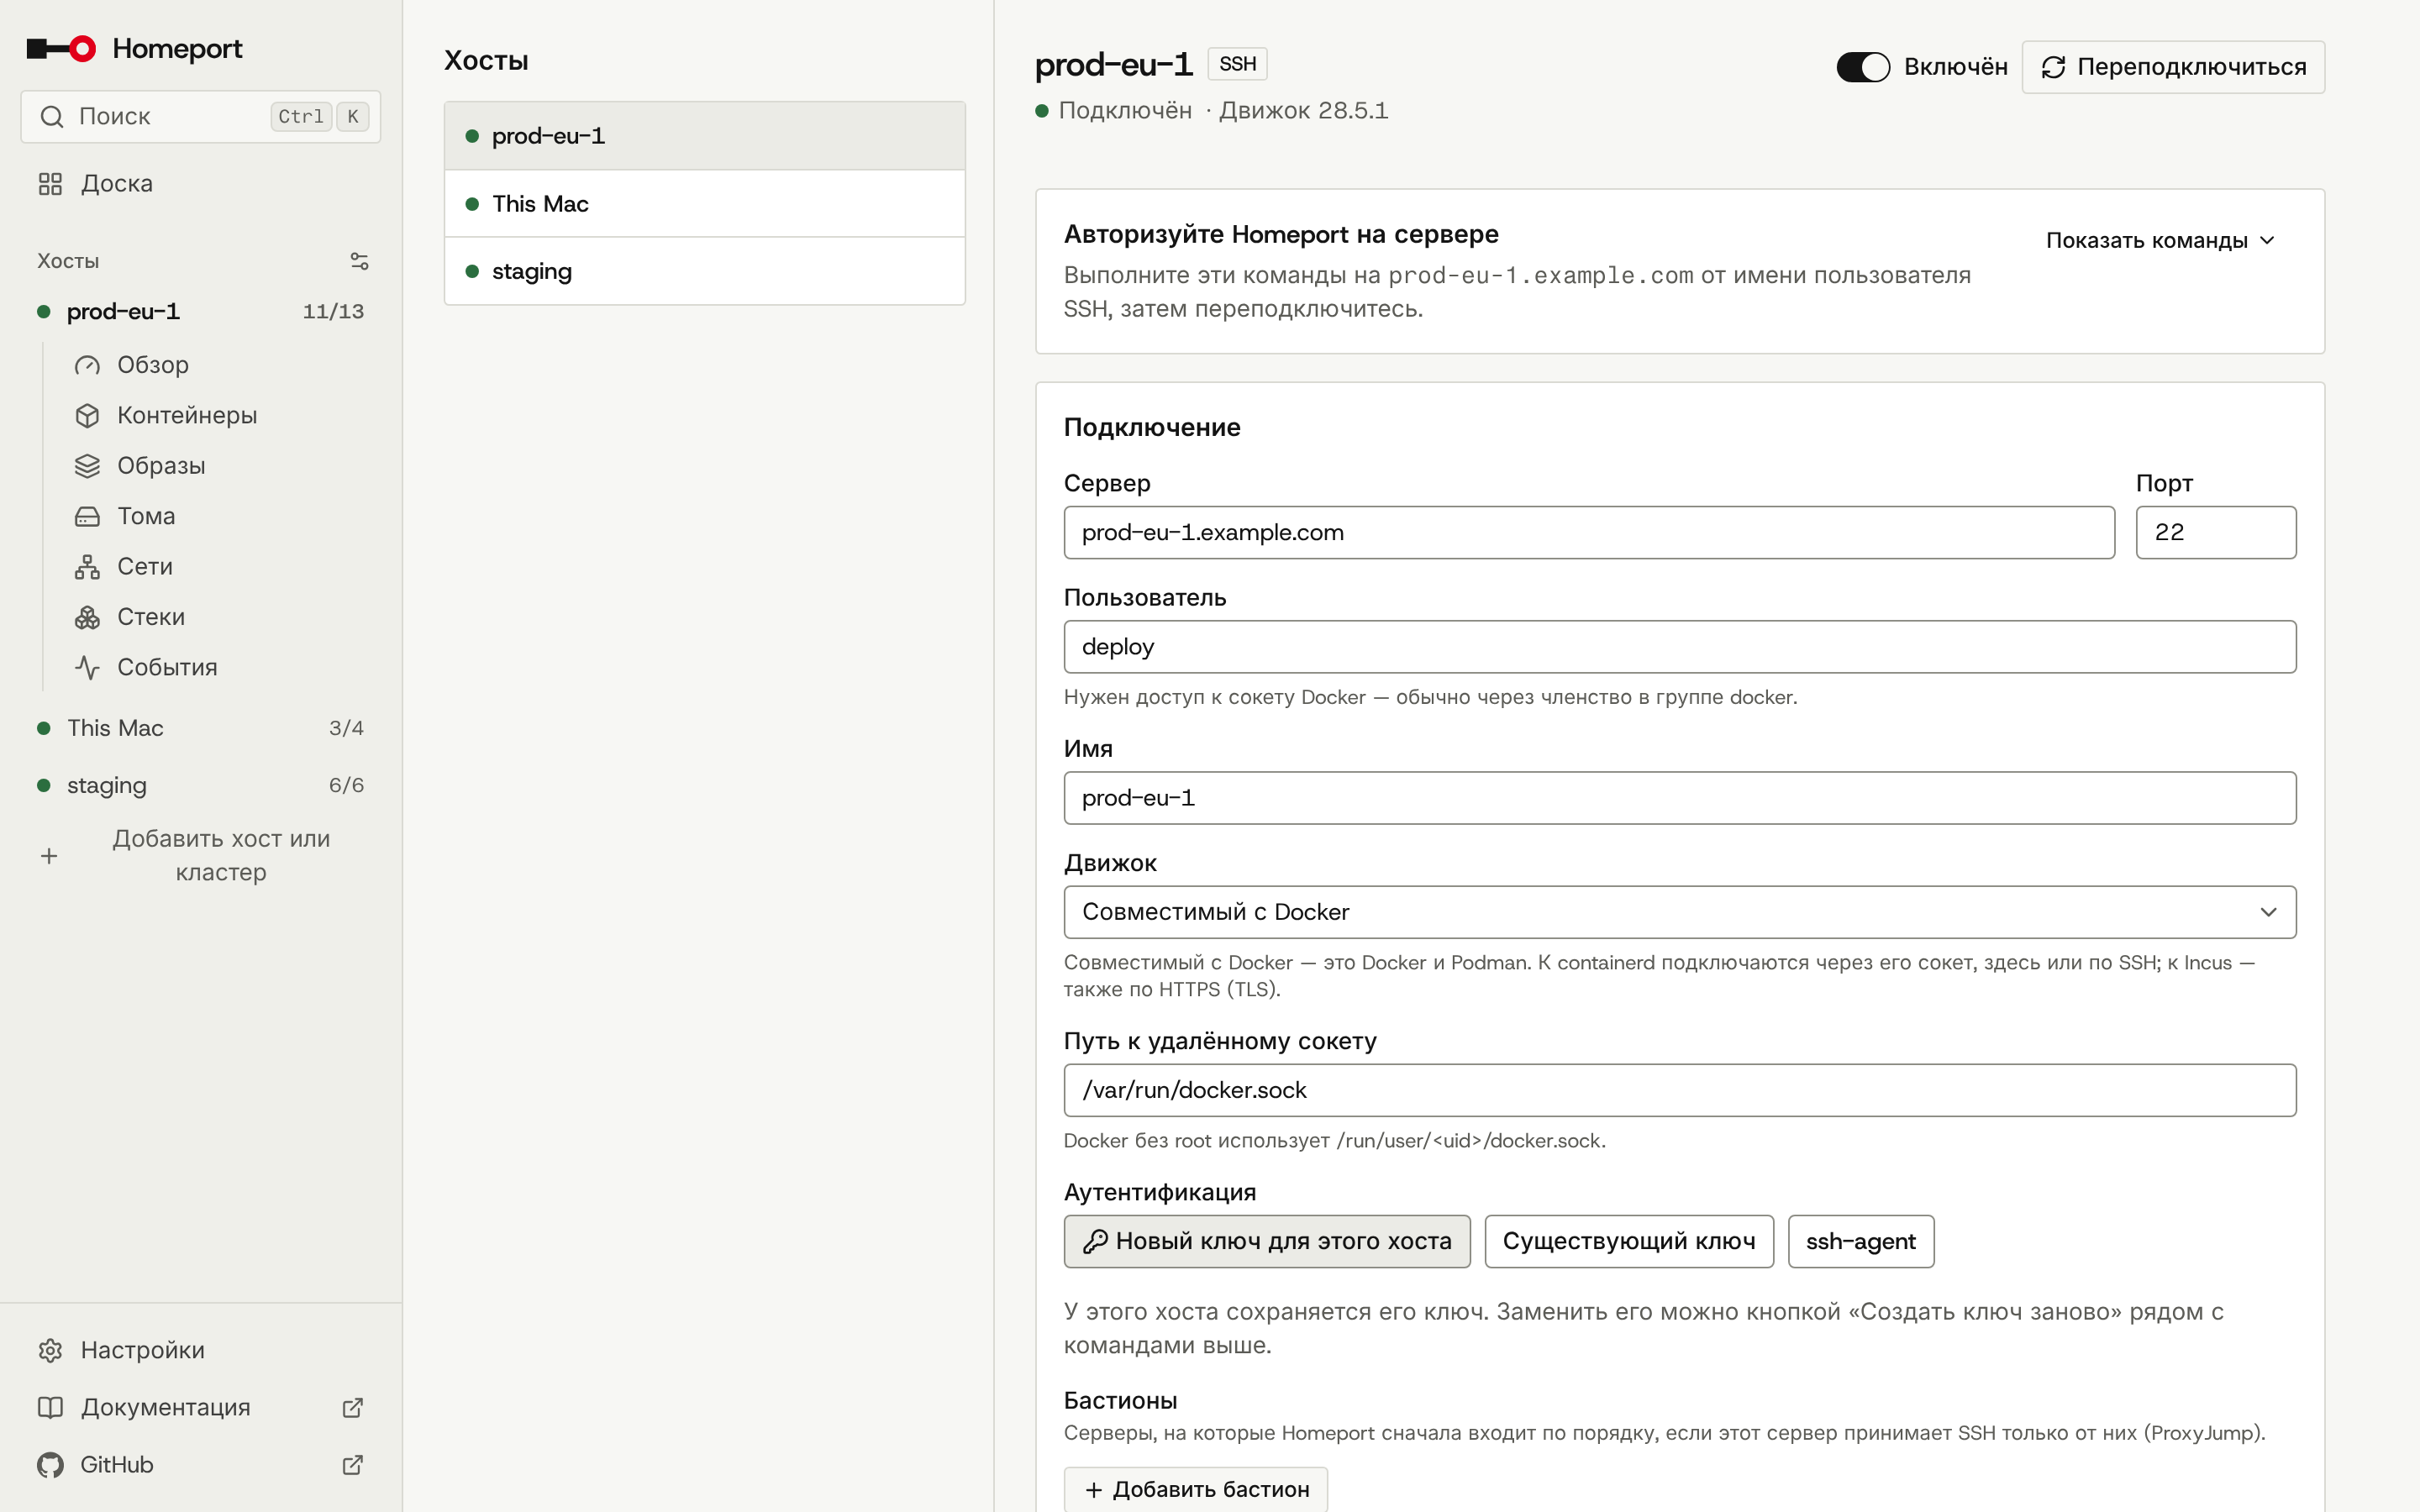 Homeport
Поиск
Ctrl K
Доска
Хосты
prod-eu-1 11/13
Обзор
Контейнеры
Образы
Тома
Сети
Стеки
События
This Mac 3/4
staging 6/6
Добавить хост или
кластер
Настройки
Документация
GitHub
Хосты
prod-eu-1
This Mac
staging
prod-eu-1 SSH
Включён
Переподключиться
Подключён · Движок 28.5.1
Авторизуйте Homeport на сервере
Показать команды
Выполните эти команды на prod-eu-1.example.com от имени пользователя
SSH, затем переподключитесь.
Подключение
Сервер
prod-eu-1.example.com
Порт
22
Пользователь
deploy
Нужен доступ к сокету Docker — обычно через членство в группе docker.
Имя
prod-eu-1
Движок
Совместимый с Docker
Совместимый с Docker — это Docker и Podman. К containerd подключаются через его сокет, здесь или по SSH; к Incus —
также по HTTPS (TLS).
Путь к удалённому сокету
/var/run/docker.sock
Docker без root использует /run/user/<uid>/docker.sock.
Аутентификация
Новый ключ для этого хоста
Существующий ключ
ssh-agent
У этого хоста сохраняется его ключ. Заменить его можно кнопкой «Создать ключ заново» рядом с
командами выше.
Бастионы
Серверы, на которые Homeport сначала входит по порядку, если этот сервер принимает SSH только от них (ProxyJump).
+ Добавить бастион